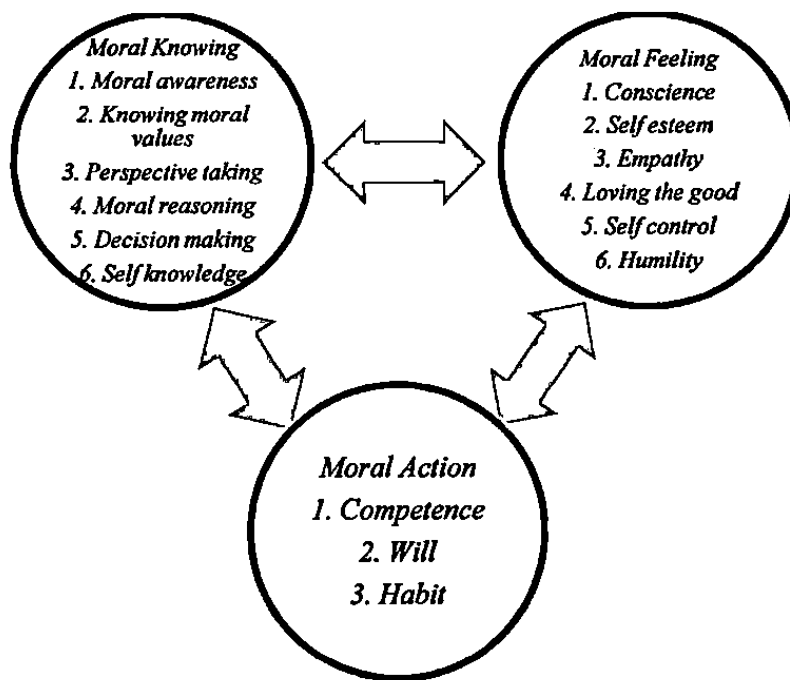 Moral Knowing
1. Moral awareness
2. Knowing moral
values
3. Perspective taking
4. Moral reasoning
5. Decision making
6. Self knowledge
Moral Feeling
1. Conscience
2. Self esteem
3. Empathy
4. Loving the good
5. Self control
6. Humility
Moral Action
1. Competence
2. Will
3. Habit